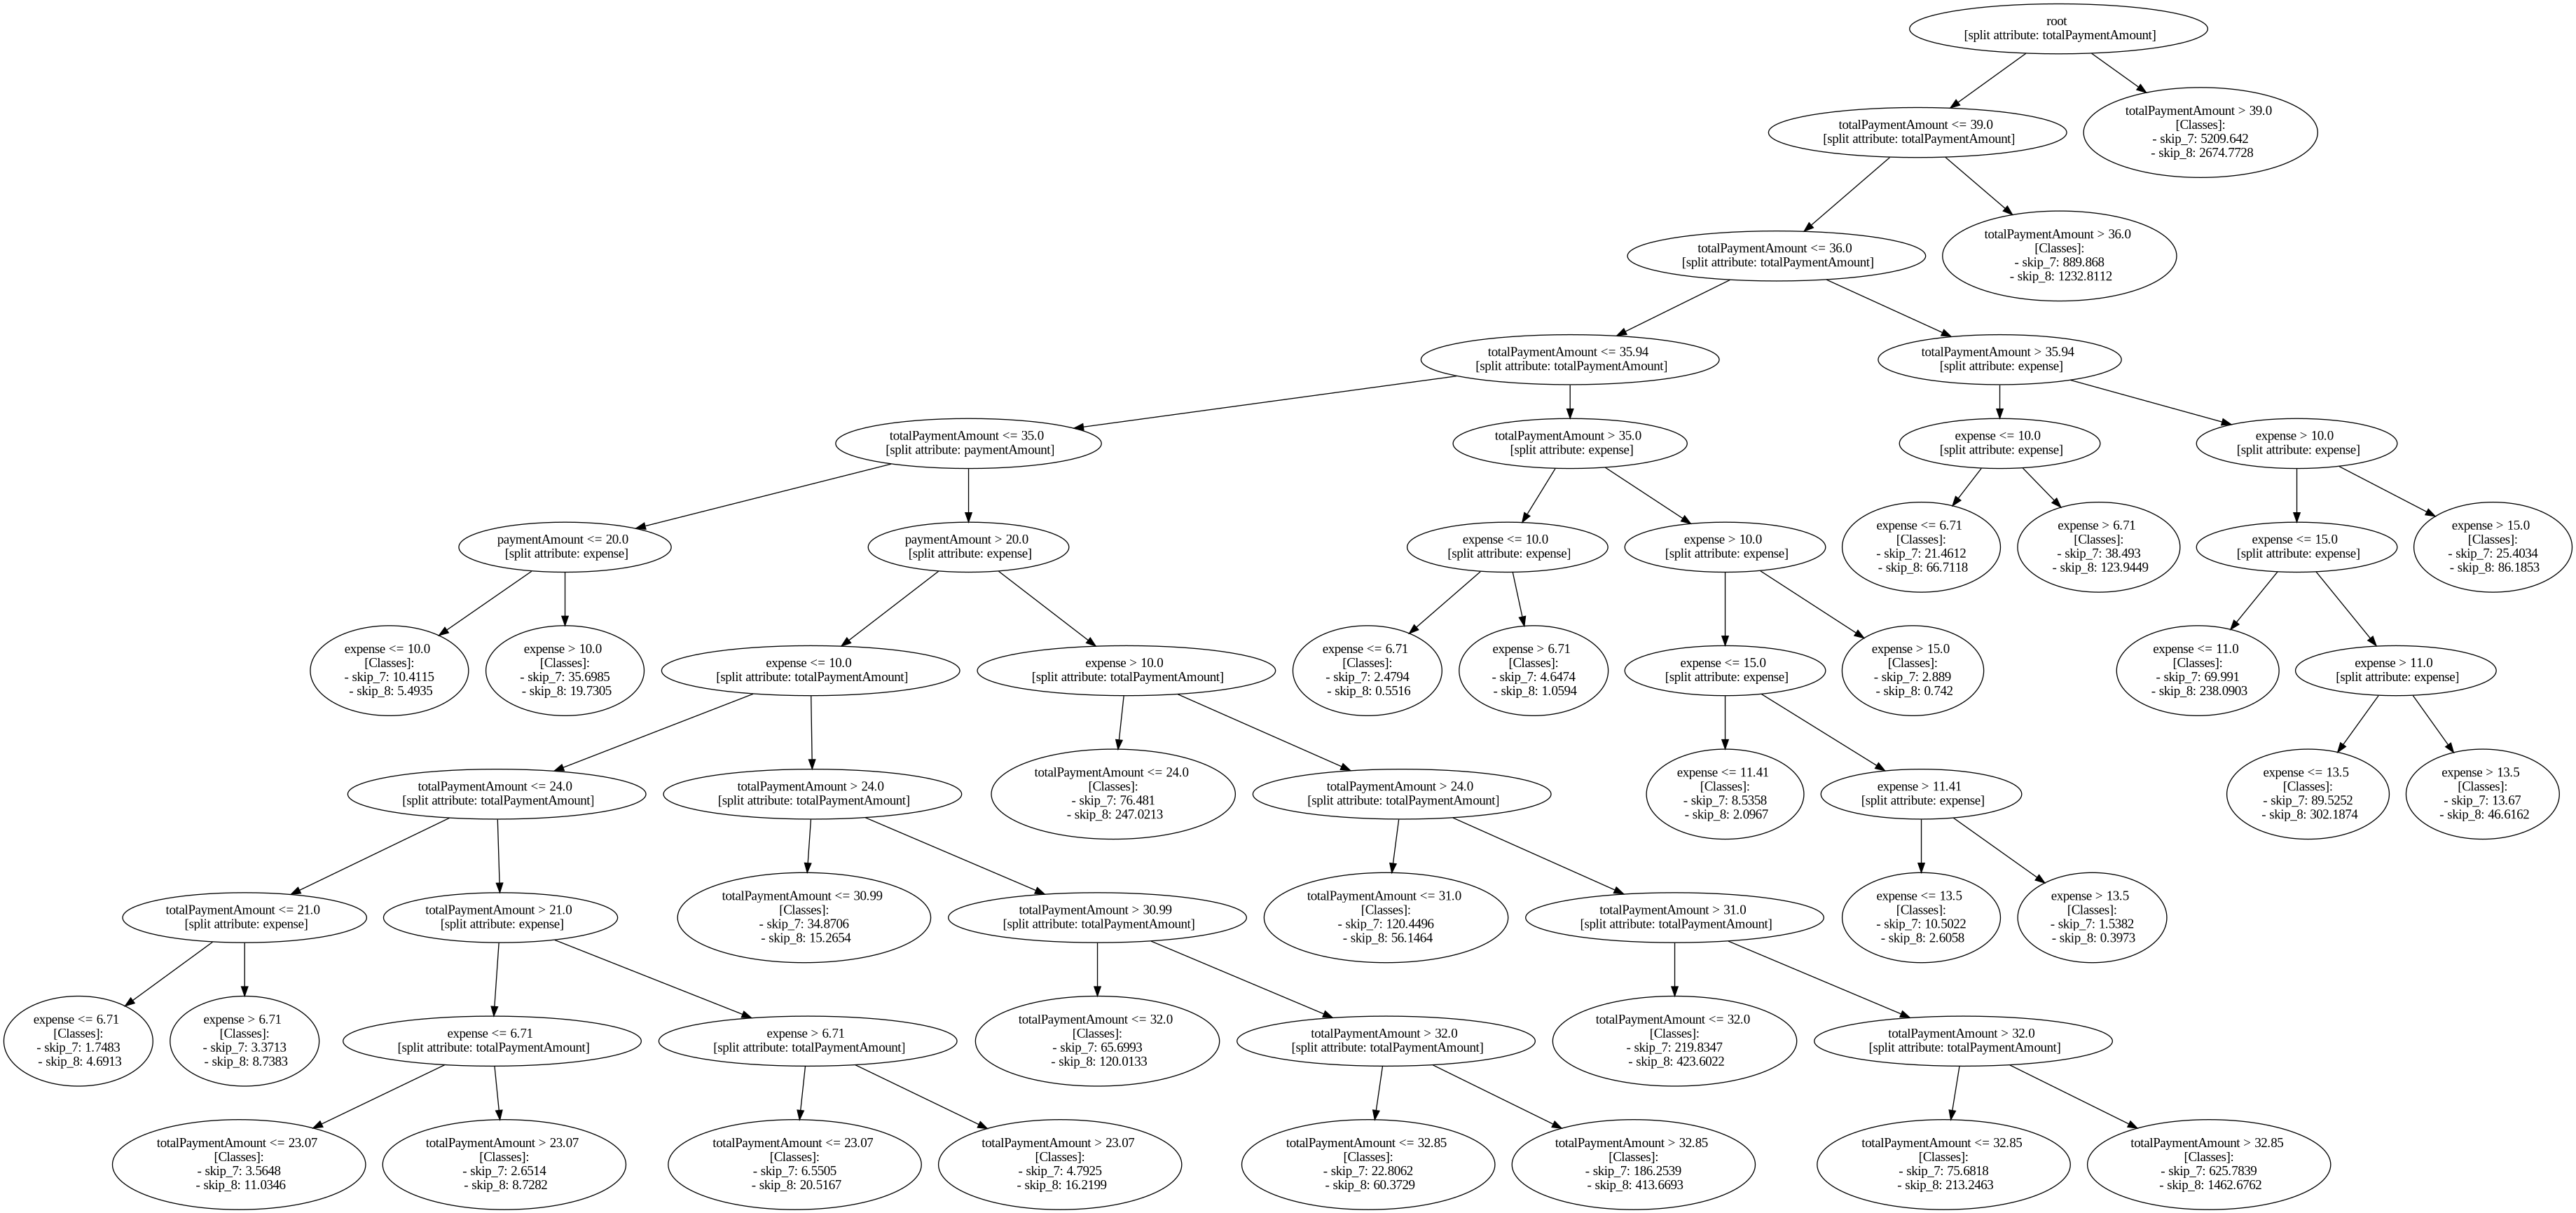 root
[split attribute: totalPaymentAmount]
totalPaymentAmount <= 39.0
[split attribute: totalPaymentAmount]
totalPaymentAmount > 39.0
[Classes]:
- skip_7: 5209.642
- skip_8: 2674.7728
totalPaymentAmount <= 36.0
[split attribute: totalPaymentAmount]
totalPaymentAmount > 36.0
[Classes]:
- skip_7: 889.868
- skip_8: 1232.8112
totalPaymentAmount <= 35.94
[split attribute: totalPaymentAmount]
totalPaymentAmount > 35.94
[split attribute: expense]
totalPaymentAmount <= 35.0
[split attribute: paymentAmount]
totalPaymentAmount > 35.0
[split attribute: expense]
expense <= 10.0
[split attribute: expense]
expense > 10.0
[split attribute: expense]
paymentAmount <= 20.0
[split attribute: expense]
paymentAmount > 20.0
[split attribute: expense]
expense <= 10.0
[split attribute: expense]
expense > 10.0
[split attribute: expense]
expense <= 6.71
[Classes]:
- skip_7: 21.4612
- skip_8: 66.7118
expense > 6.71
[Classes]:
- skip_7: 38.493
- skip_8: 123.9449
expense <= 15.0
[split attribute: expense]
expense > 15.0
[Classes]:
- skip_7: 25.4034
- skip_8: 86.1853
expense <= 10.0
[Classes]:
- skip_7: 10.4115
- skip_8: 5.4935
expense > 10.0
[Classes]:
- skip_7: 35.6985
- skip_8: 19.7305
expense <= 10.0
[split attribute: totalPaymentAmount]
expense > 10.0
[split attribute: totalPaymentAmount]
expense <= 6.71
[Classes]:
- skip_7: 2.4794
- skip_8: 0.5516
expense > 6.71
[Classes]:
- skip_7: 4.6474
- skip_8: 1.0594
expense <= 15.0
[split attribute: expense]
expense > 15.0
[Classes]:
- skip_7: 2.889
- skip_8: 0.742
expense <= 11.0
[Classes]:
- skip_7: 69.991
- skip_8: 238.0903
expense > 11.0
[split attribute: expense]
totalPaymentAmount <= 24.0
[split attribute: totalPaymentAmount]
totalPaymentAmount > 24.0
[split attribute: totalPaymentAmount]
totalPaymentAmount <= 24.0
[Classes]:
- skip_7: 76.481
- skip_8: 247.0213
totalPaymentAmount > 24.0
[split attribute: totalPaymentAmount]
expense <= 11.41
[Classes]:
- skip_7: 8.5358
- skip_8: 2.0967
expense > 11.41
[split attribute: expense]
expense <= 13.5
[Classes]:
- skip_7: 89.5252
- skip_8: 302.1874
expense > 13.5
[Classes]:
- skip_7: 13.67
- skip_8: 46.6162
totalPaymentAmount <= 21.0
[split attribute: expense]
totalPaymentAmount > 21.0
[split attribute: expense]
totalPaymentAmount <= 30.99
[Classes]:
- skip_7: 34.8706
- skip_8: 15.2654
totalPaymentAmount > 30.99
[split attribute: totalPaymentAmount]
totalPaymentAmount <= 31.0
[Classes]:
- skip_7: 120.4496
- skip_8: 56.1464
totalPaymentAmount > 31.0
[split attribute: totalPaymentAmount]
expense <= 13.5
[Classes]:
- skip_7: 10.5022
- skip_8: 2.6058
expense > 13.5
[Classes]:
- skip_7: 1.5382
- skip_8: 0.3973
expense <= 6.71
[Classes]:
- skip_7: 1.7483
- skip_8: 4.6913
expense > 6.71
[Classes]:
- skip_7: 3.3713
- skip_8: 8.7383
expense <= 6.71
[split attribute: totalPaymentAmount]
expense > 6.71
[split attribute: totalPaymentAmount]
totalPaymentAmount <= 32.0
[Classes]:
- skip_7: 65.6993
- skip_8: 120.0133
totalPaymentAmount > 32.0
[split attribute: totalPaymentAmount]
totalPaymentAmount <= 32.0
[Classes]:
- skip_7: 219.8347
- skip_8: 423.6022
totalPaymentAmount > 32.0
[split attribute: totalPaymentAmount]
totalPaymentAmount <= 23.07
[Classes]:
- skip_7: 3.5648
- skip_8: 11.0346
totalPaymentAmount > 23.07
[Classes]:
- skip_7: 2.6514
- skip_8: 8.7282
totalPaymentAmount <= 23.07
[Classes]:
- skip_7: 6.5505
- skip_8: 20.5167
totalPaymentAmount > 23.07
[Classes]:
- skip_7: 4.7925
- skip_8: 16.2199
totalPaymentAmount <= 32.85
[Classes]:
- skip_7: 22.8062
- skip_8: 60.3729
totalPaymentAmount > 32.85
[Classes]:
- skip_7: 186.2539
- skip_8: 413.6693
totalPaymentAmount <= 32.85
[Classes]:
- skip_7: 75.6818
- skip_8: 213.2463
totalPaymentAmount > 32.85
[Classes]:
- skip_7: 625.7839
- skip_8: 1462.6762